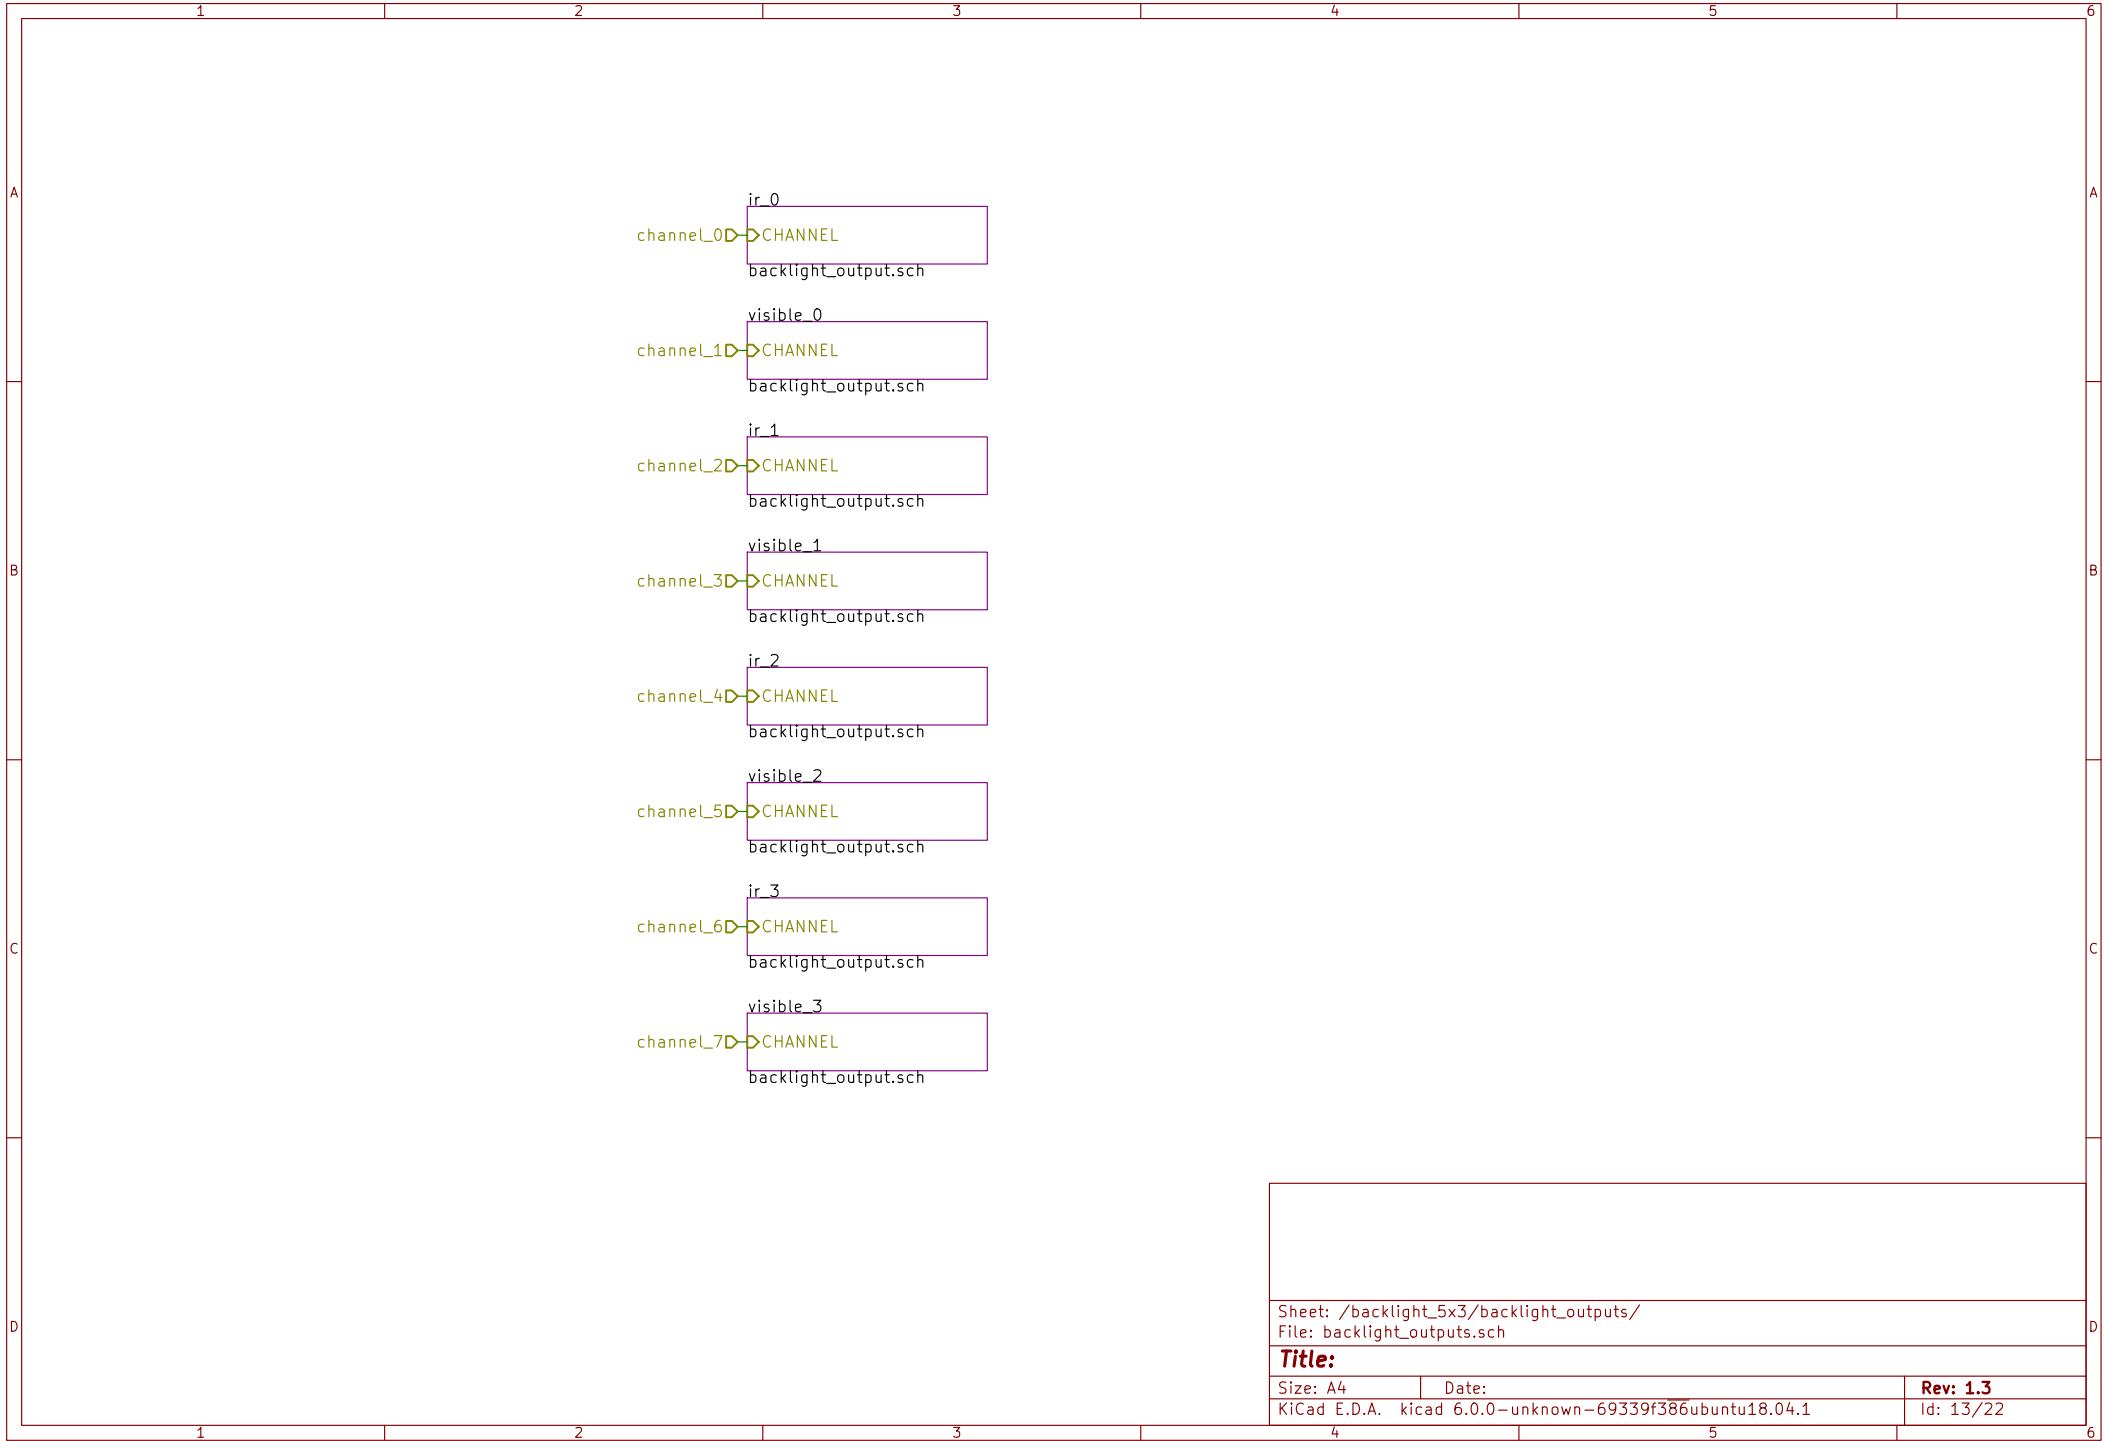 1 2 3 4 5 6
A A
ir_0
channel_0 CHANNEL
backlight_output.sch
visible_0
channel_1 CHANNEL
backlight_output.sch
ir_1
channel_2 CHANNEL
backlight_output.sch
visible_1
B B
channel_3 CHANNEL
backlight_output.sch
ir_2
channel_4 CHANNEL
backlight_output.sch
visible_2
channel_5 CHANNEL
backlight_output.sch
ir_3
channel_6 CHANNEL
C C
backlight_output.sch
visible_3
channel_7 CHANNEL
backlight_output.sch
Sheet: /backlight_5x3/backlight_outputs/
D D
File: backlight_outputs.sch
Title:
Size: A4 Date: Rev: 1.3
KiCad E.D.A. kicad 6.0.0-unknown-69339f386ubuntu18.04.1 Id: 13/22
1 2 3 4 5 6